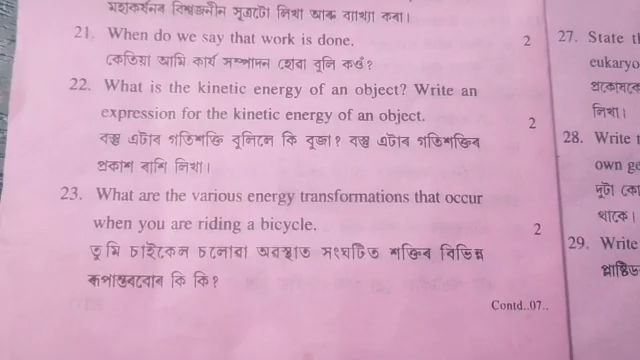 মহাকৰ্ষনৰ বিশ্বজনীন সূত্ৰটো লিখা আৰু ব্যাখ্যা কৰা।
21. When do we say that work is done. 2
কেতিয়া আমি কাৰ্য সম্পাদন হোৱা বুলি কওঁ?
22. What is the kinetic energy of an object? Write an
expression for the kinetic energy of an object. 2
বস্তু এটাৰ গতিশক্তি বুলিলে কি বুজা? বস্তু এটাৰ গতিশক্তিৰ
প্ৰকাশ ৰাশি লিখা।
23. What are the various energy transformations that occur
when you are riding a bicycle. 2
তুমি চাইকেল চলোৱা অৱস্থাত সংঘটিত শক্তিৰ বিভিন্ন
ৰূপান্তৰবোৰ কি কি?
Contd..07..
27. State
eukaryo
লিখা।
28. Write
own ge
দুটা
থাকে।
29. Write